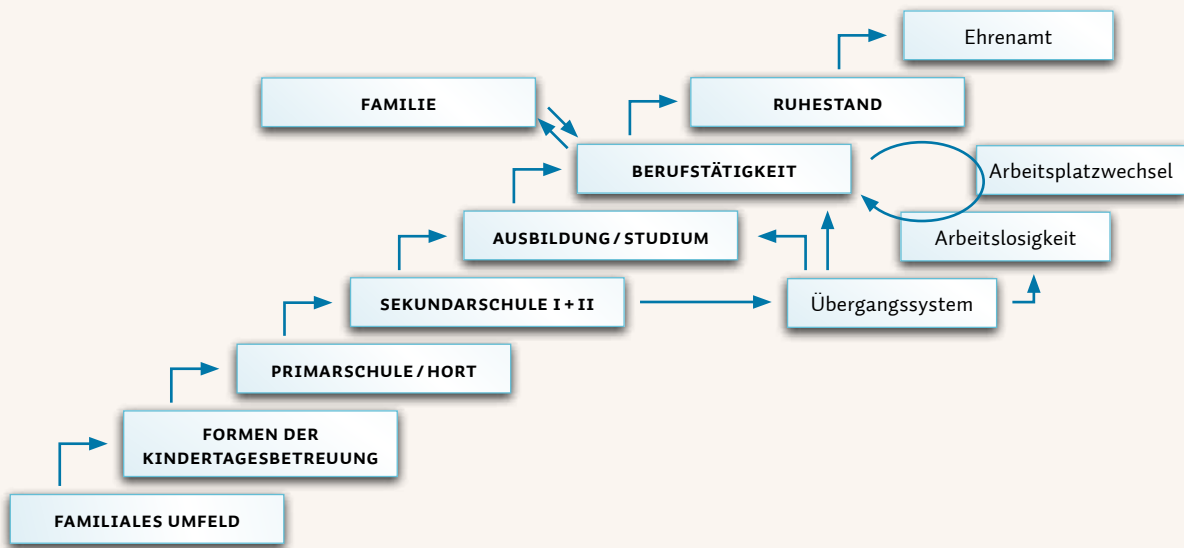 Ehrenamt
FAMILIE
RUHESTAND
BERUFSTÄTIGKEIT
Arbeitsplatzwechsel
AUSBILDUNG / STUDIUM
Arbeitslosigkeit
SEKUNDARSCHULE I + II
Übergangssystem
PRIMARSCHULE / HORT
FORMEN DER
KINDERTAGESBETREUUNG
FAMILIALES UMFELD